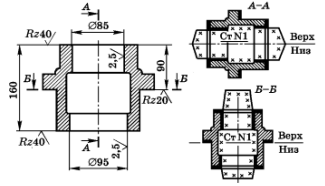 А
Ø85
Rz40
2,5
Б
Б
160
90
Rz20
Rz40
2,5
А
Ø95
А–А
Ст N1
Верх
Низ
Б–Б
Ст N1
Верх
Низ